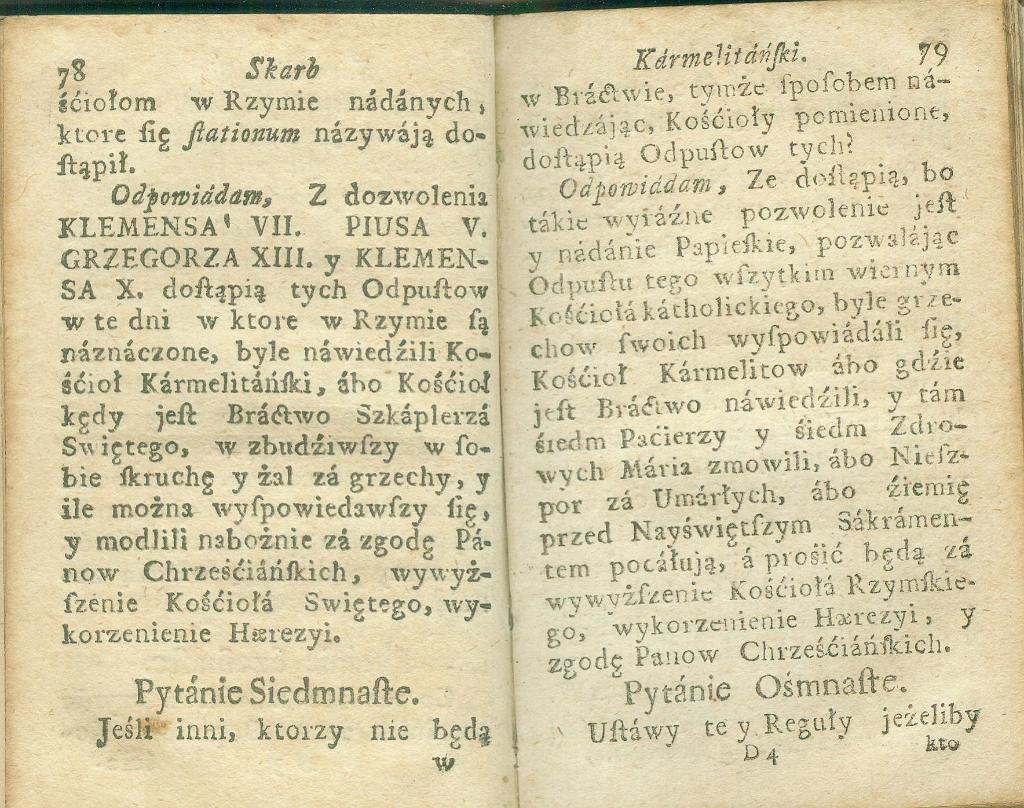 78 Skarb
śćiołom w Rzymie nádánych,
ktore ſię ſtationum názywáją do-
ſtąpił.
Odpowiádam, Z dozwolenia
KLEMENSA VII. PIUSA V.
GRZEGORZA XIII. y KLEMEN-
SA X. doſtąpią tych Odpuſtow
w te dni w ktore w Rzymie ſą
náznáczone, byle náwiedźili Ko-
śćioł Kármelitáńſki, ábo Kośćioł
kędy jeſt Bráctwo Szkáplerzá
Swiętego, w zbudźiwſzy w ſo-
bie ſkruchę y żal zá grzechy, y
ile można wyſpowiedawſzy ſię,
y modlili nabożnie zá zgodę Pá-
now Chrześćiáńſkich, wywyż-
ſzenie Kośćiołá Swiętego, wy-
korzenienie Hærezyi.
Pytánie Siedmnaſte.
Jeśli inni, ktorzy nie będą
w
Kármelitáńſki. 79
w Bráctwie, tymże ſpoſobem ná-
wiedzájąc, Kośćioły pomienione,
doſtąpią Odpuſtow tych?
Odpowiádam, Ze doſtąpią, bo
tákie wyráźne pozwolenie jeſt
y nádánie Papieſkie, pozwalájąc
Odpuſtu tego wſzytkim wiernym
Kośćiołá kátholickiego, byle grze-
chow ſwoich wyſpowiádáli ſię,
Kośćioł Kármelitow ábo gdźie
jeſt Bráctwo náwiedźili, y tám
śiedm Paćierzy y śiedm Zdro-
wych Mária zmowili, ábo Nieſz-
por zá Umárłych, ábo źiemię
przed Nayświętſzym Sákrámen-
tem pocáłują, á prośić będą zá
wywyżſzenie Kośćiołá Rzymſkie-
go, wykorzenienie Hærezyi, y
zgodę Panow Chrześćiáńſkich.
Pytánie Ośmnaſte.
Uſtáwy te y Reguły jeżeliby
D 4 kto